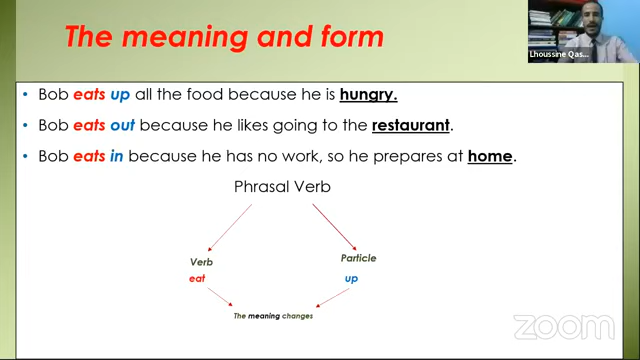 The meaning and form
Lhoussine Qas...
• Bob eats up all the food because he is hungry.
• Bob eats out because he likes going to the restaurant.
• Bob eats in because he has no work, so he prepares at home.
Phrasal Verb
Verb
eat
Particle
up
The meaning changes
zoom